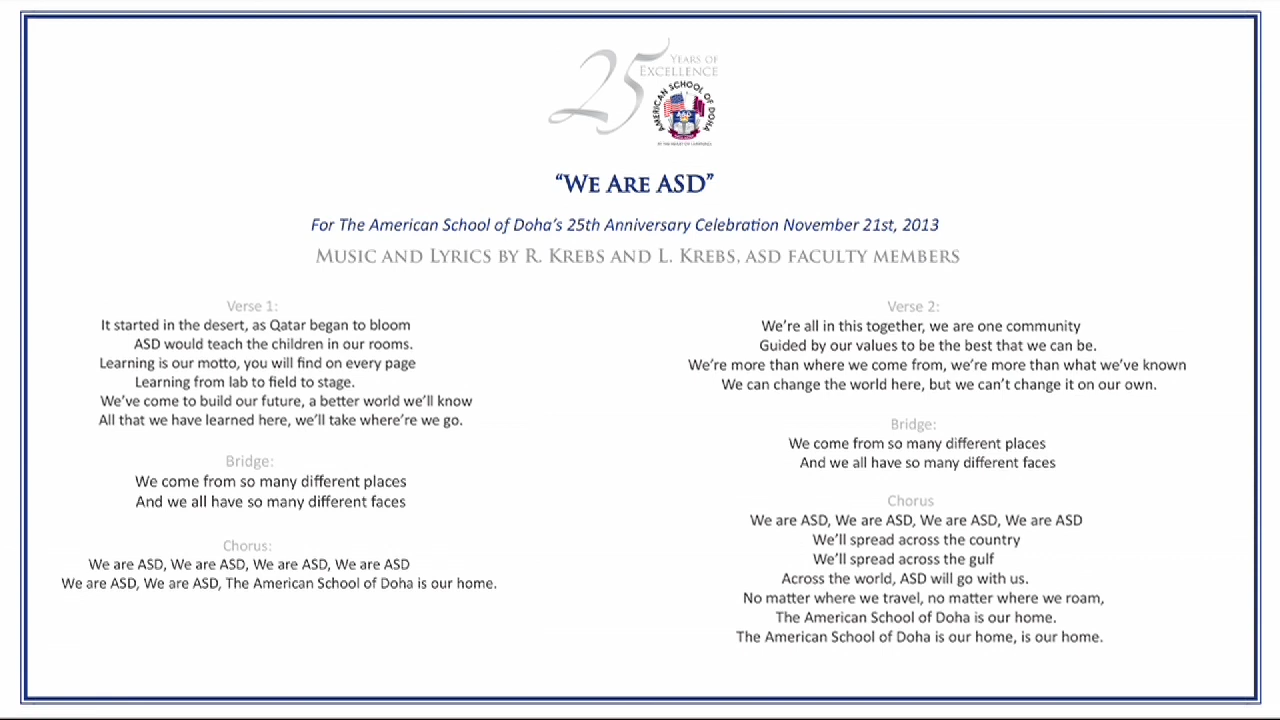 25 YEARS OF
EXCELLENCE
AMERICAN SCHOOL OF DOHA
ASD
“WE ARE ASD”
For The American School of Doha’s 25th Anniversary Celebration November 21st, 2013
MUSIC AND LYRICS BY R. KREBS AND L. KREBS, ASD FACULTY MEMBERS
Verse 1:
It started in the desert, as Qatar began to bloom
ASD would teach the children in our rooms.
Learning is our motto, you will find on every page
Learning from lab to field to stage.
We’ve come to build our future, a better world we’ll know
All that we have learned here, we’ll take where’re we go.
Bridge:
We come from so many different places
And we all have so many different faces
Chorus:
We are ASD, We are ASD, We are ASD, We are ASD
We are ASD, We are ASD, The American School of Doha is our home.
Verse 2:
We’re all in this together, we are one community
Guided by our values to be the best that we can be.
We’re more than where we come from, we’re more than what we’ve known
We can change the world here, but we can’t change it on our own.
Bridge:
We come from so many different places
And we all have so many different faces
Chorus
We are ASD, We are ASD, We are ASD, We are ASD
We’ll spread across the country
We’ll spread across the gulf
Across the world, ASD will go with us.
No matter where we travel, no matter where we roam,
The American School of Doha is our home.
The American School of Doha is our home, is our home.